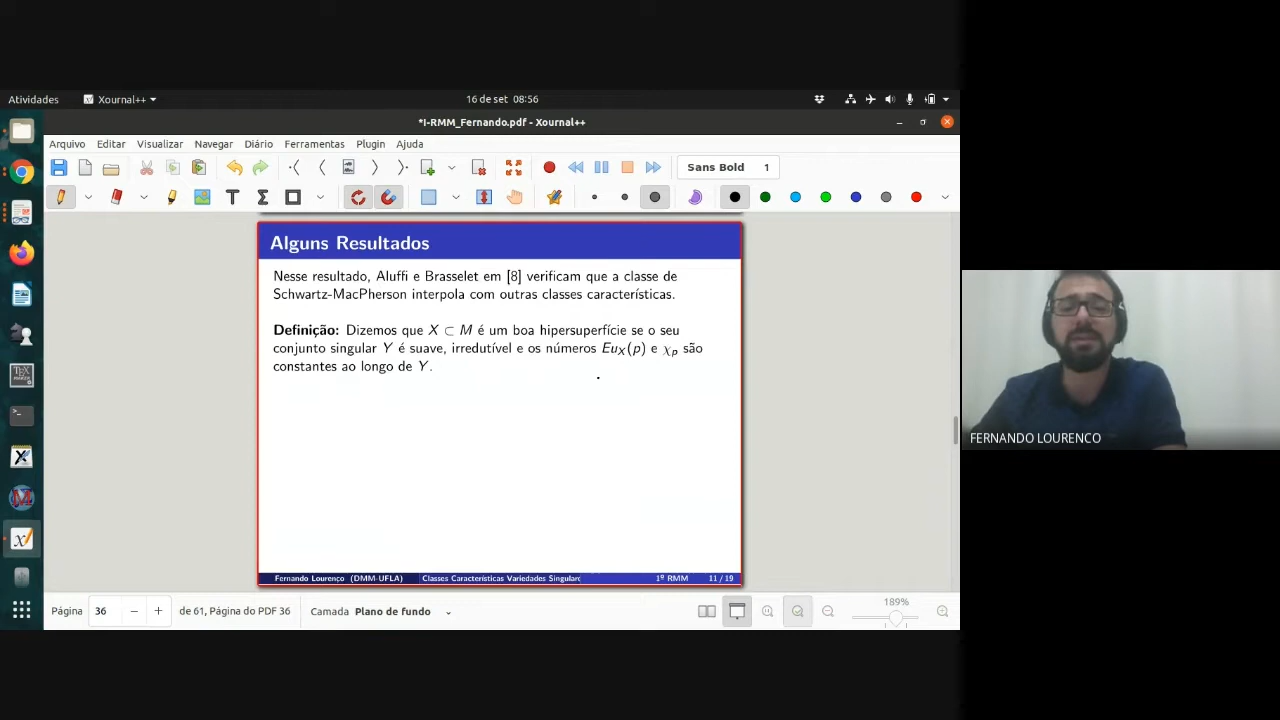 Atividades
Xournal++
16 de set 08:56
*I-RMM_Fernando.pdf - Xournal++
Arquivo Editar Visualizar Navegar Diário Ferramentas Plugin Ajuda
Sans Bold 1
Alguns Resultados
Nesse resultado, Aluffi e Brasselet em [8] verificam que a classe de
Schwartz-MacPherson interpola com outras classes características.
Definição: Dizemos que X ⊂ M é um boa hipersuperfície se o seu
conjunto singular Y é suave, irredutível e os números Eu_X(p) e χ_p são
constantes ao longo de Y.
Fernando Lourenço (DMM-UFLA) Classes Características Variedades Singulares 1º RMM 11 / 19
Página 36 de 61, Página do PDF 36 Camada Plano de fundo 189%
FERNANDO LOURENCO